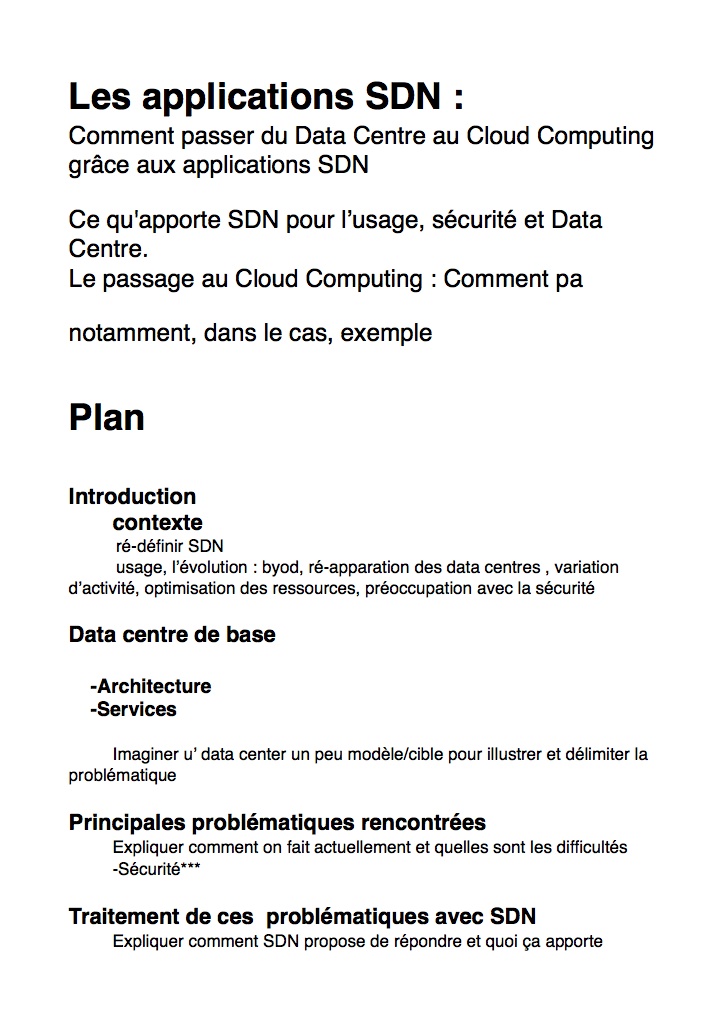 Les applications SDN :
Comment passer du Data Centre au Cloud Computing
grâce aux applications SDN
Ce qu'apporte SDN pour l’usage, sécurité et Data
Centre.
Le passage au Cloud Computing : Comment pa
notamment, dans le cas, exemple
Plan
Introduction
contexte
ré-définir SDN
usage, l’évolution : byod, ré-apparation des data centres , variation
d’activité, optimisation des ressources, préoccupation avec la sécurité
Data centre de base
-Architecture
-Services
Imaginer u’ data center un peu modèle/cible pour illustrer et délimiter la
problématique
Principales problématiques rencontrées
Expliquer comment on fait actuellement et quelles sont les difficultés
-Sécurité***
Traitement de ces  problématiques avec SDN
Expliquer comment SDN propose de répondre et quoi ça apporte